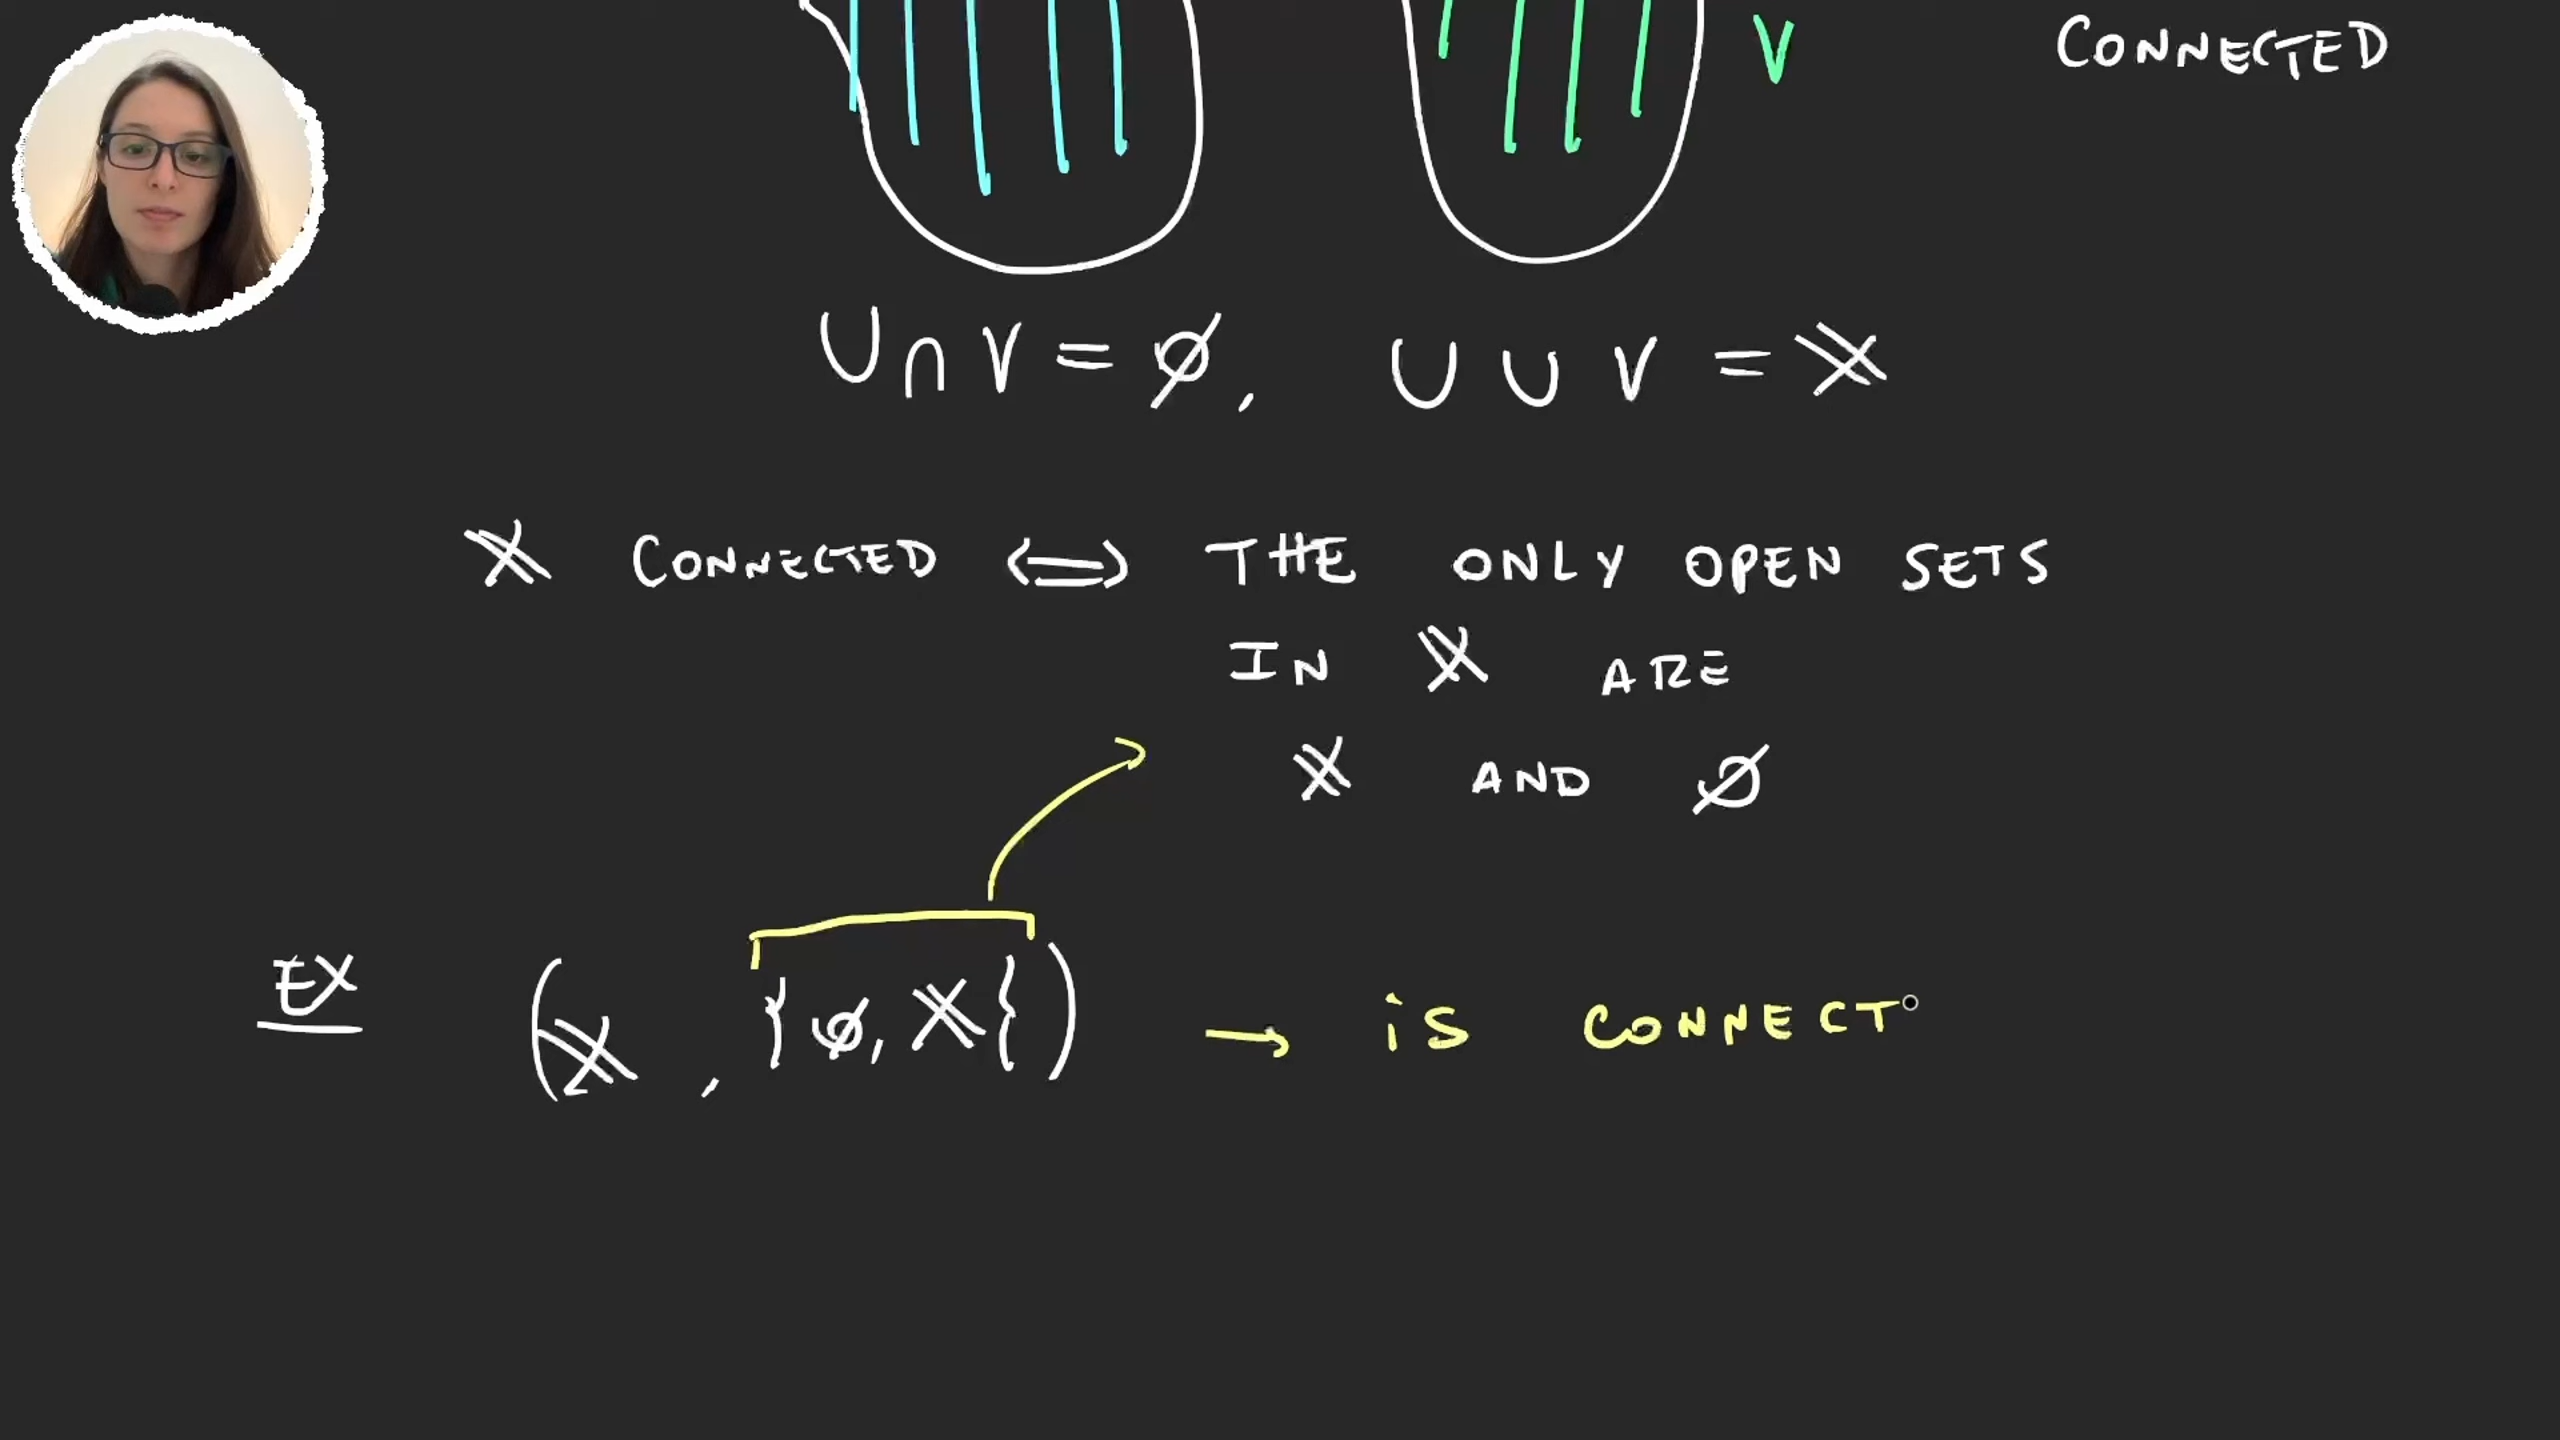 V CONNECTED
U ∩ V = ∅, U ∪ V = X
X CONNECTED <=> THE ONLY OPEN SETS
IN X ARE
X AND ∅
EX (X, {∅, X}) → is CONNECT